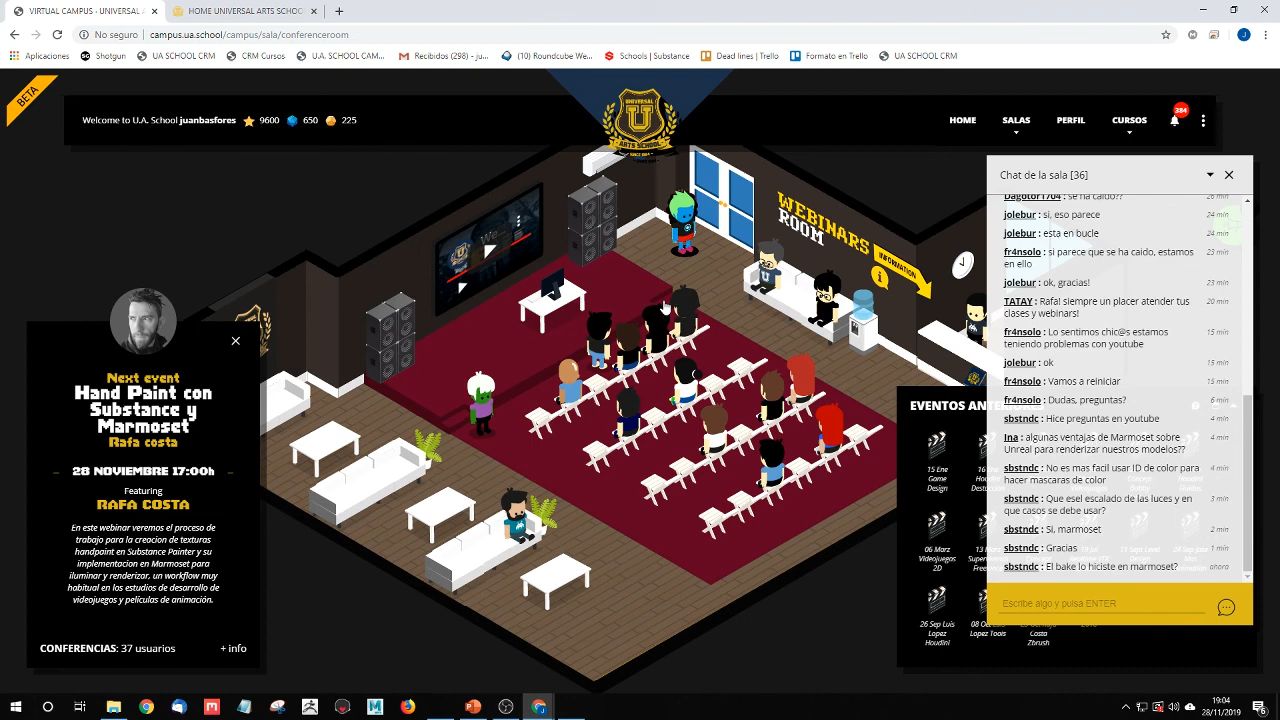 VIRTUAL CAMPUS - UNIVERSAL A
HOME UNIVERSAL ARTS SCHOO
No seguro
campus.ua.school/campus/sala/conferenceroom
Aplicaciones
Shotgun
UA SCHOOL CRM
CRM Cursos
U.A. SCHOOL CAM...
Recibidos (298) - ju...
(10) Roundcube We...
Schools | Substance
Dead lines | Trello
Formato en Trello
UA SCHOOL CRM
BETA
Welcome to U.A. School juanbasfores
9600
650
225
UNIVERSAL
U
ARTS SCHOOL
HOME
SALAS
PERFIL
CURSOS
384
WEBINARS
ROOM
INFORMATION
i
Next event
Hand Paint con
Substance y
Marmoset
Rafa costa
28 NOVIEMBRE 17:00h
Featuring
RAFA COSTA
En este webinar veremos el proceso de
trabajo para la creacion de texturas
handpaint en Substance Painter y su
implementacion en Marmoset para
iluminar y renderizar, un workflow muy
habitual en los estudios de desarrollo de
videojuegos y películas de animación.
CONFERENCIAS: 37 usuarios
+ info
Chat de la sala [36]
Dagotor1704 : se ha caido?? 26 min
jolebur : si, eso parece 24 min
jolebur : esta en bucle 24 min
fr4nsolo : si parece que se ha caido, estamos 23 min
en ello
jolebur : ok, gracias! 23 min
TATAY : Rafa! siempre un placer atender tus 20 min
clases y webinars!
fr4nsolo : Lo sentimos chic@s estamos 15 min
teniendo problemas con youtube
jolebur : ok 15 min
fr4nsolo : Vamos a reiniciar 15 min
fr4nsolo : Dudas, preguntas? 6 min
sbstndc : Hice preguntas en youtube 4 min
Ina : algunas ventajas de Marmoset sobre 4 min
Unreal para renderizar nuestros modelos??
sbstndc : No es mas facil usar ID de color para 4 min
hacer mascaras de color
sbstndc : Que esel escalado de las luces y en 3 min
que casos se debe usar?
sbstndc : Si, marmoset 2 min
sbstndc : Gracias 1 min
sbstndc : El bake lo hiciste en marmoset? ahora
Escribe algo y pulsa ENTER
EVENTOS ANTERIORES
15 Ene
Game
Design
06 Marz
Videojuegos
2D
26 Sep Luis
Lopez
Houdini
19:04
28/11/2019